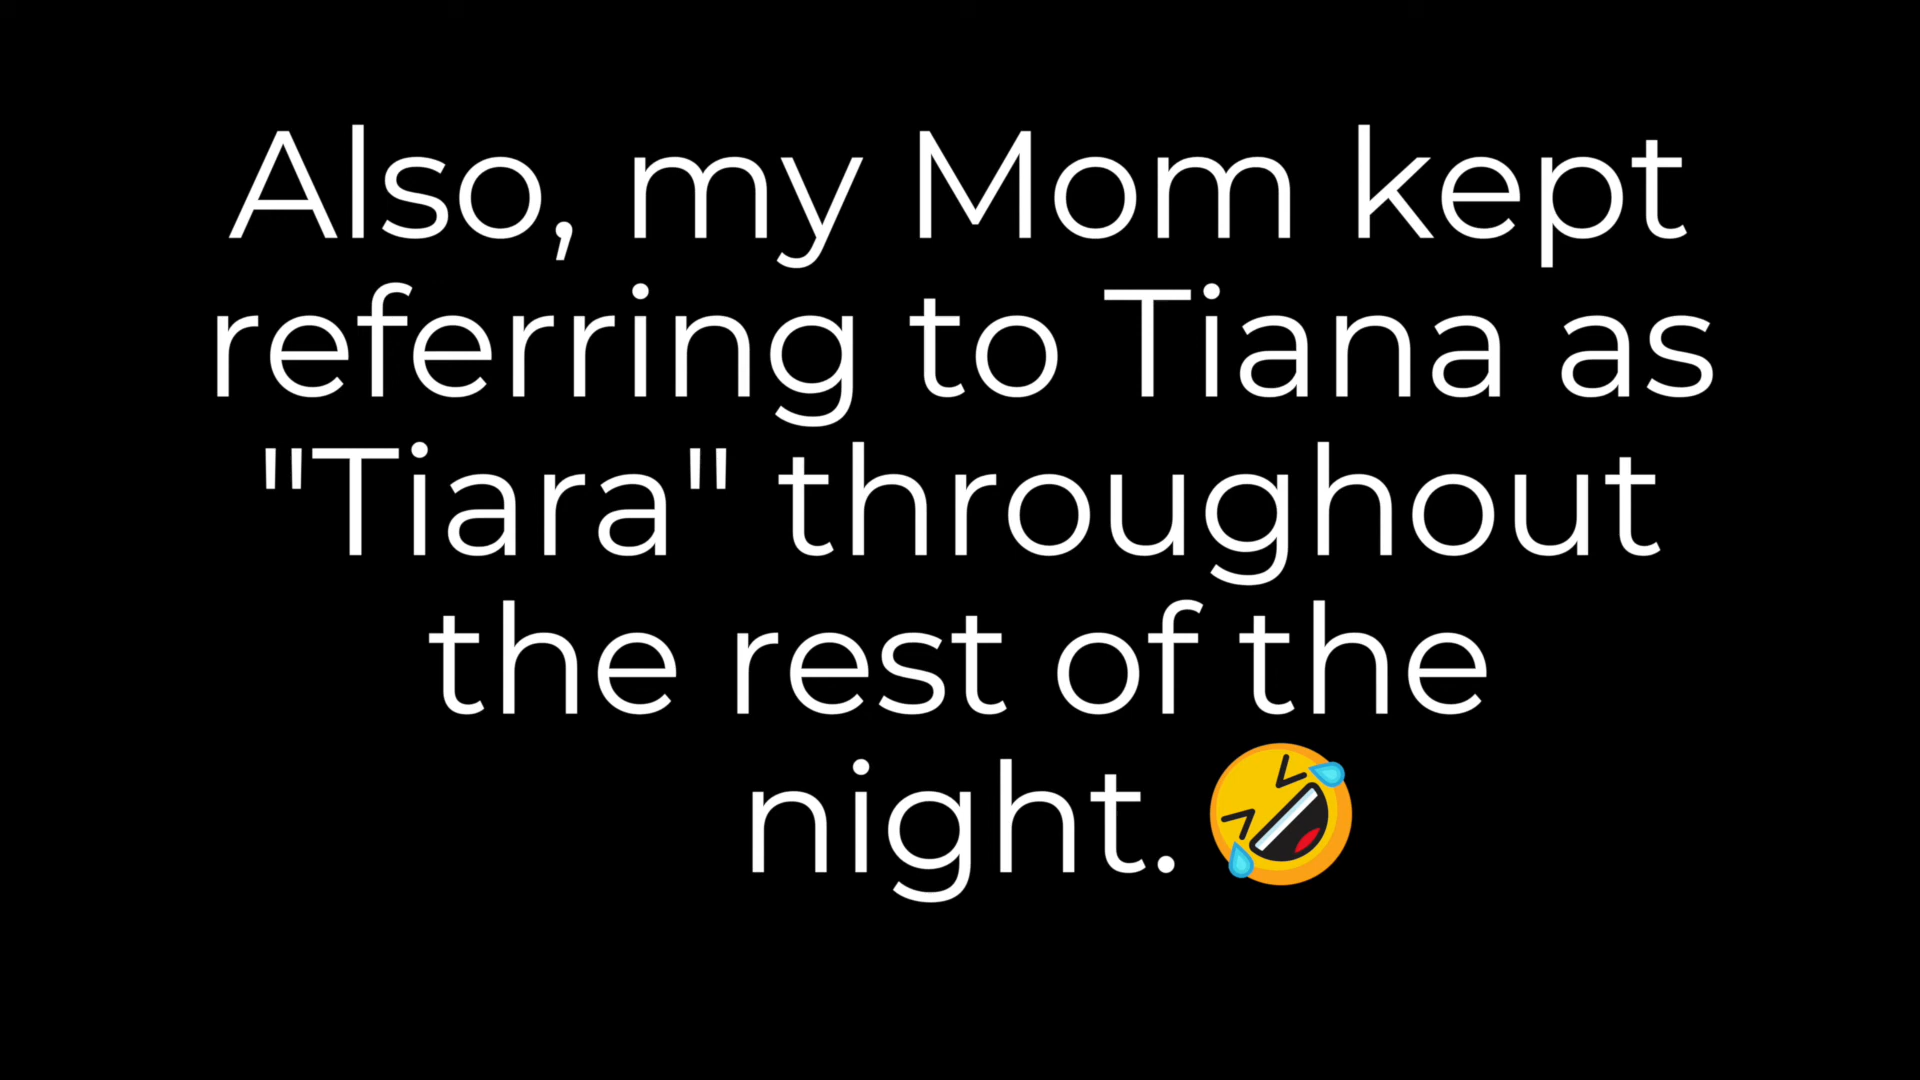 Also, my Mom kept
referring to Tiana as
"Tiara" throughout
the rest of the
night. 🤣